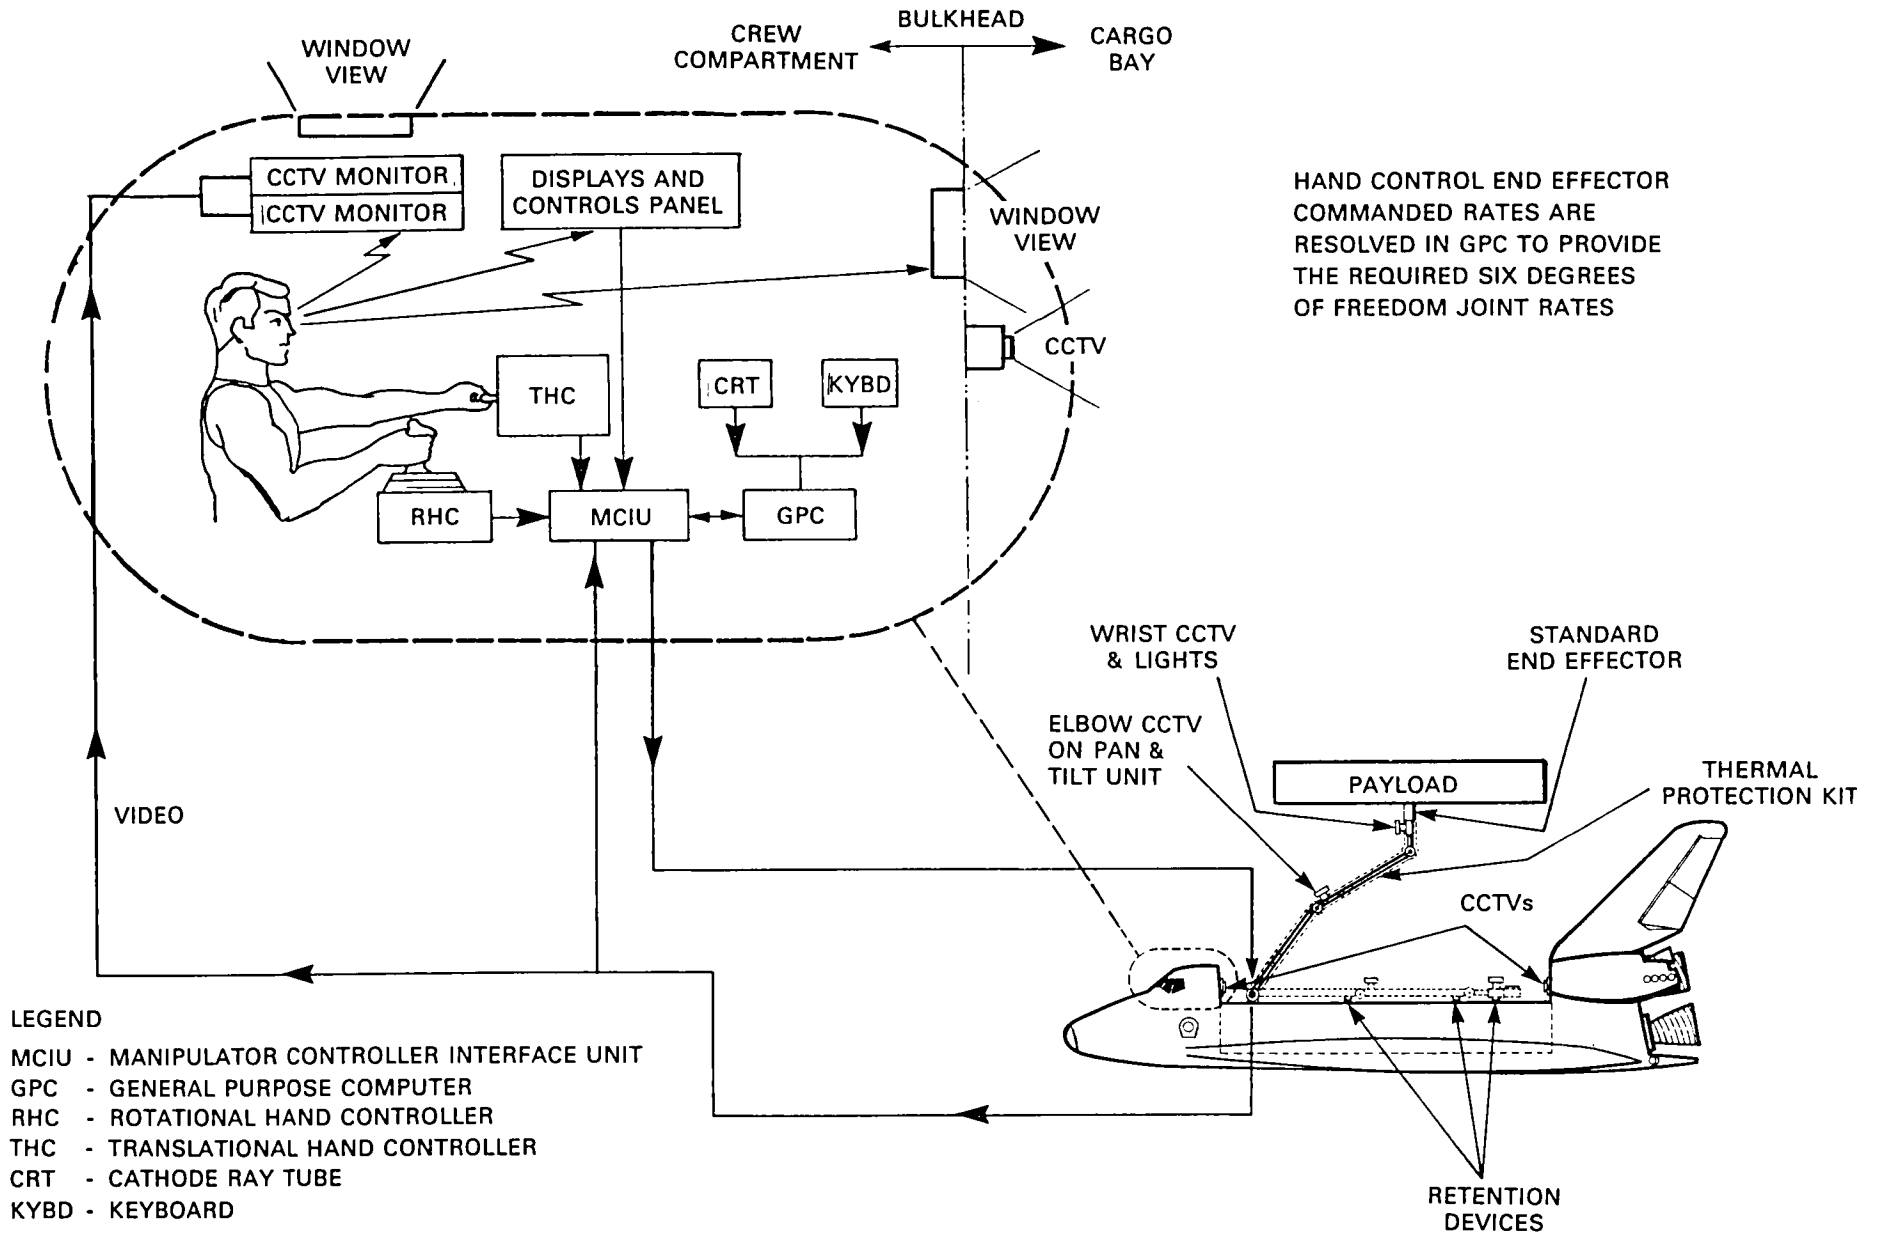 WINDOW
VIEW
CREW
COMPARTMENT
BULKHEAD
CARGO
BAY
CCTV MONITOR
CCTV MONITOR
DISPLAYS AND
CONTROLS PANEL
WINDOW
VIEW
CCTV
HAND CONTROL END EFFECTOR
COMMANDED RATES ARE
RESOLVED IN GPC TO PROVIDE
THE REQUIRED SIX DEGREES
OF FREEDOM JOINT RATES
THC
CRT
KYBD
RHC
MCIU
GPC
WRIST CCTV
& LIGHTS
STANDARD
END EFFECTOR
ELBOW CCTV
ON PAN &
TILT UNIT
PAYLOAD
THERMAL
PROTECTION KIT
VIDEO
CCTVs
LEGEND
MCIU - MANIPULATOR CONTROLLER INTERFACE UNIT
GPC - GENERAL PURPOSE COMPUTER
RHC - ROTATIONAL HAND CONTROLLER
THC - TRANSLATIONAL HAND CONTROLLER
CRT - CATHODE RAY TUBE
KYBD - KEYBOARD
RETENTION
DEVICES